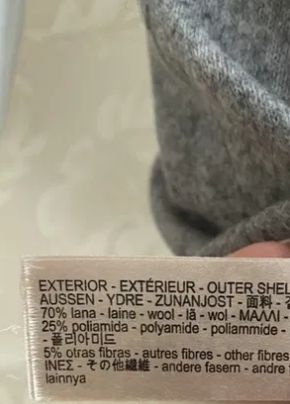 EXTERIOR - EXTÉRIEUR - OUTER SHEL
AUSSEN - YDRE - ZUNANJOST - 面料 -
70% lana - laine - wool - lã - wol - ΜΑΛΛΙ -
25% poliamida - polyamide - poliammide -
- 폴리아미드
5% otras fibras - autres fibres - other fibres
ΙΝΕΣ - その他繊維 - andere fasern - andre
lainnya